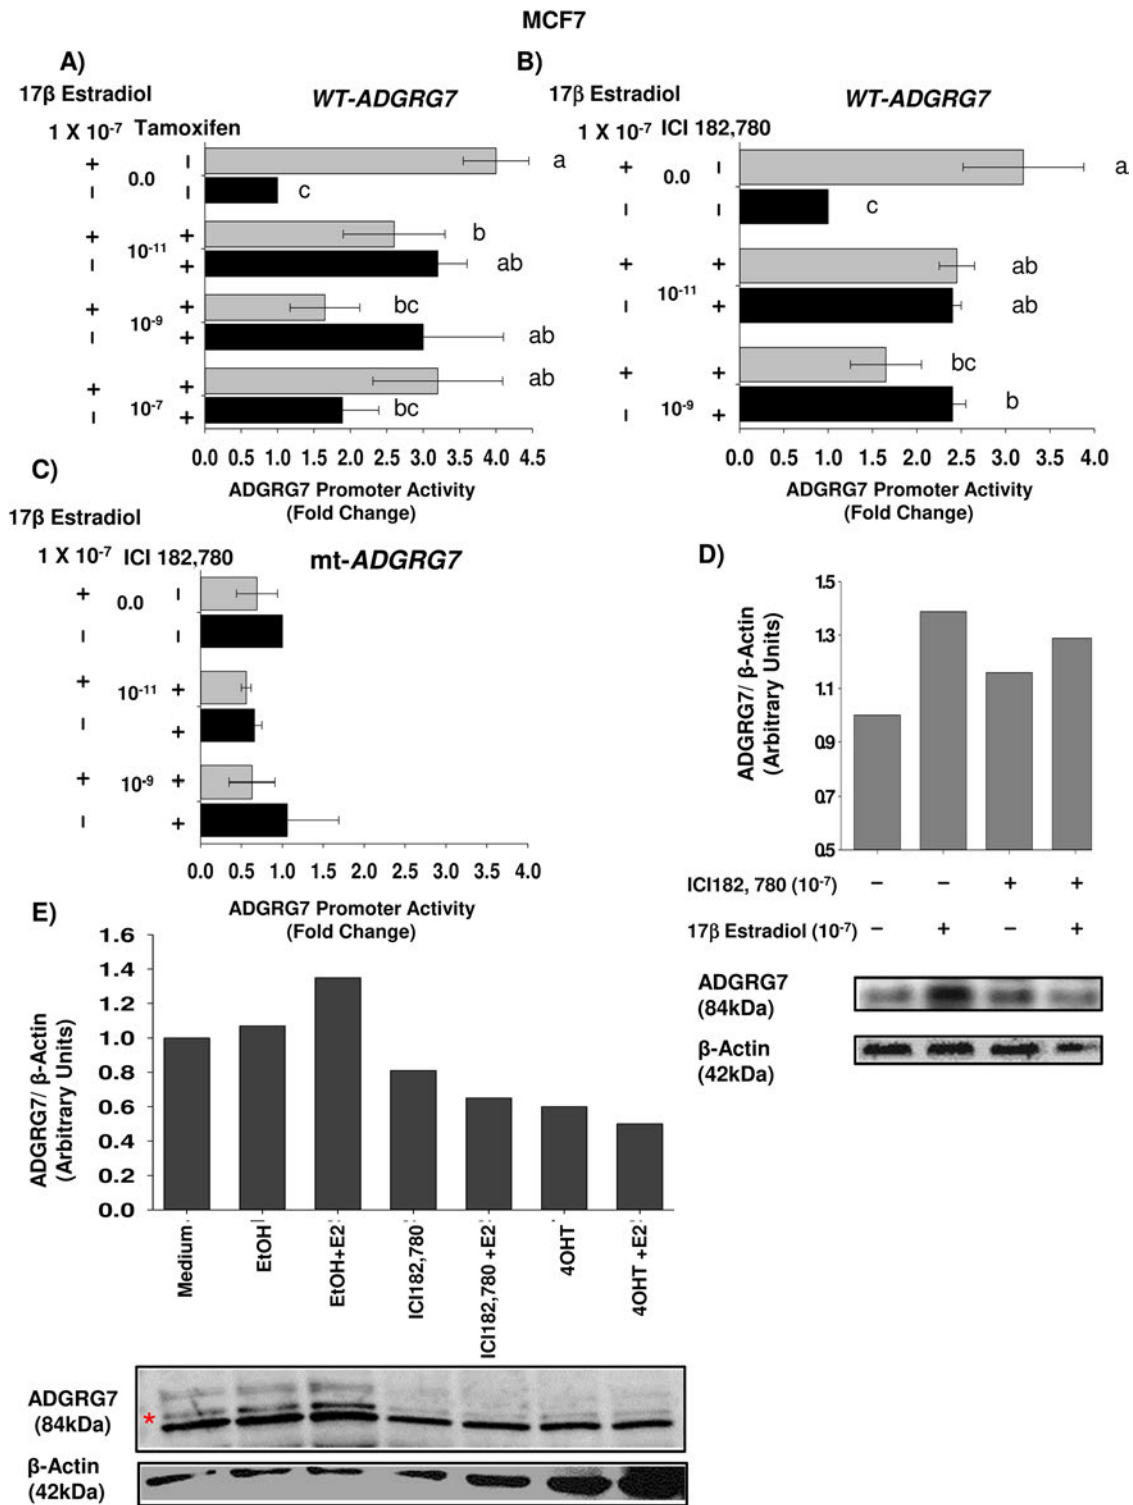 MCF7
A)
17β Estradiol
WT-ADGRG7
1 X 10-7 Tamoxifen
+ 0.0 − a
− − c
+ 10-11 + b
− + ab
+ 10-9 + bc
− + ab
+ 10-7 + ab
− + bc
0.0 0.5 1.0 1.5 2.0 2.5 3.0 3.5 4.0 4.5
ADGRG7 Promoter Activity
(Fold Change)
B)
17β Estradiol
WT-ADGRG7
1 X 10-7 ICI 182,780
+ 0.0 − a
− − c
+ 10-11 + ab
− + ab
+ + bc
− 10-9 + b
0.0 0.5 1.0 1.5 2.0 2.5 3.0 3.5 4.0
ADGRG7 Promoter Activity
(Fold Change)
C)
17β Estradiol
1 X 10-7 ICI 182,780
mt-ADGRG7
+ 0.0 −
− −
+ 10-11 +
− +
+ 10-9 +
− +
0.0 0.5 1.0 1.5 2.0 2.5 3.0 3.5 4.0
ADGRG7 Promoter Activity
(Fold Change)
D)
ADGRG7/ β-Actin
(Arbitrary Units)
1.5
1.3
1.1
0.9
0.7
0.5
ICI182, 780 (10-7) − − + +
17β Estradiol (10-7) − + − +
ADGRG7
(84kDa)
β-Actin
(42kDa)
E)
ADGRG7/ β-Actin
(Arbitrary Units)
1.6
1.4
1.2
1.0
0.8
0.6
0.4
0.2
0.0
Medium
EtOH
EtOH+E2
ICI182,780
ICI182,780 +E2
4OHT
4OHT +E2
ADGRG7
(84kDa)
*
β-Actin
(42kDa)